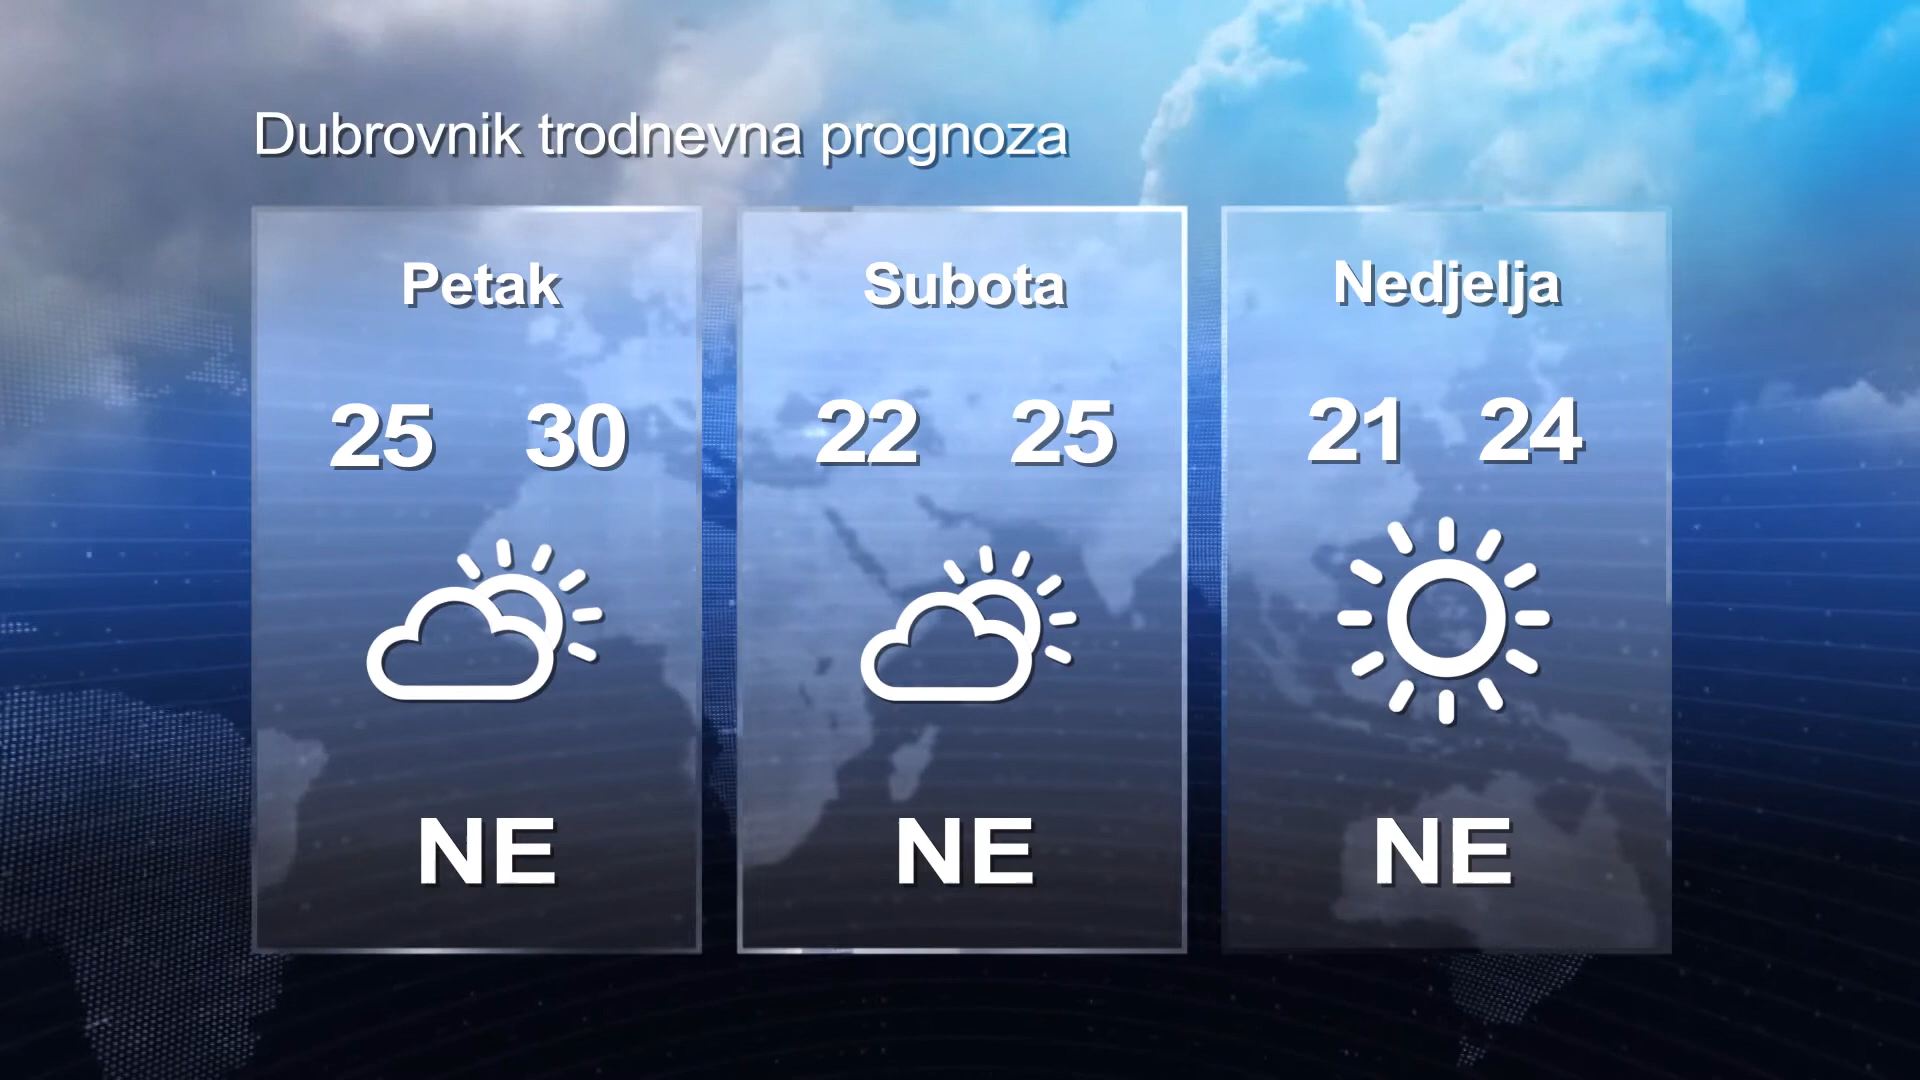 Dubrovnik trodnevna prognoza
Petak
25 30
NE
Subota
22 25
NE
Nedjelja
21 24
NE